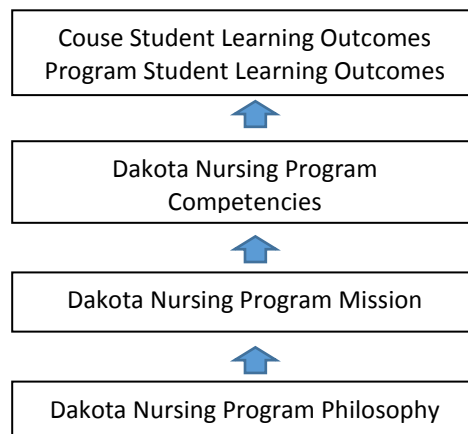 Couse Student Learning Outcomes
Program Student Learning Outcomes
Dakota Nursing Program
Competencies
Dakota Nursing Program Mission
Dakota Nursing Program Philosophy